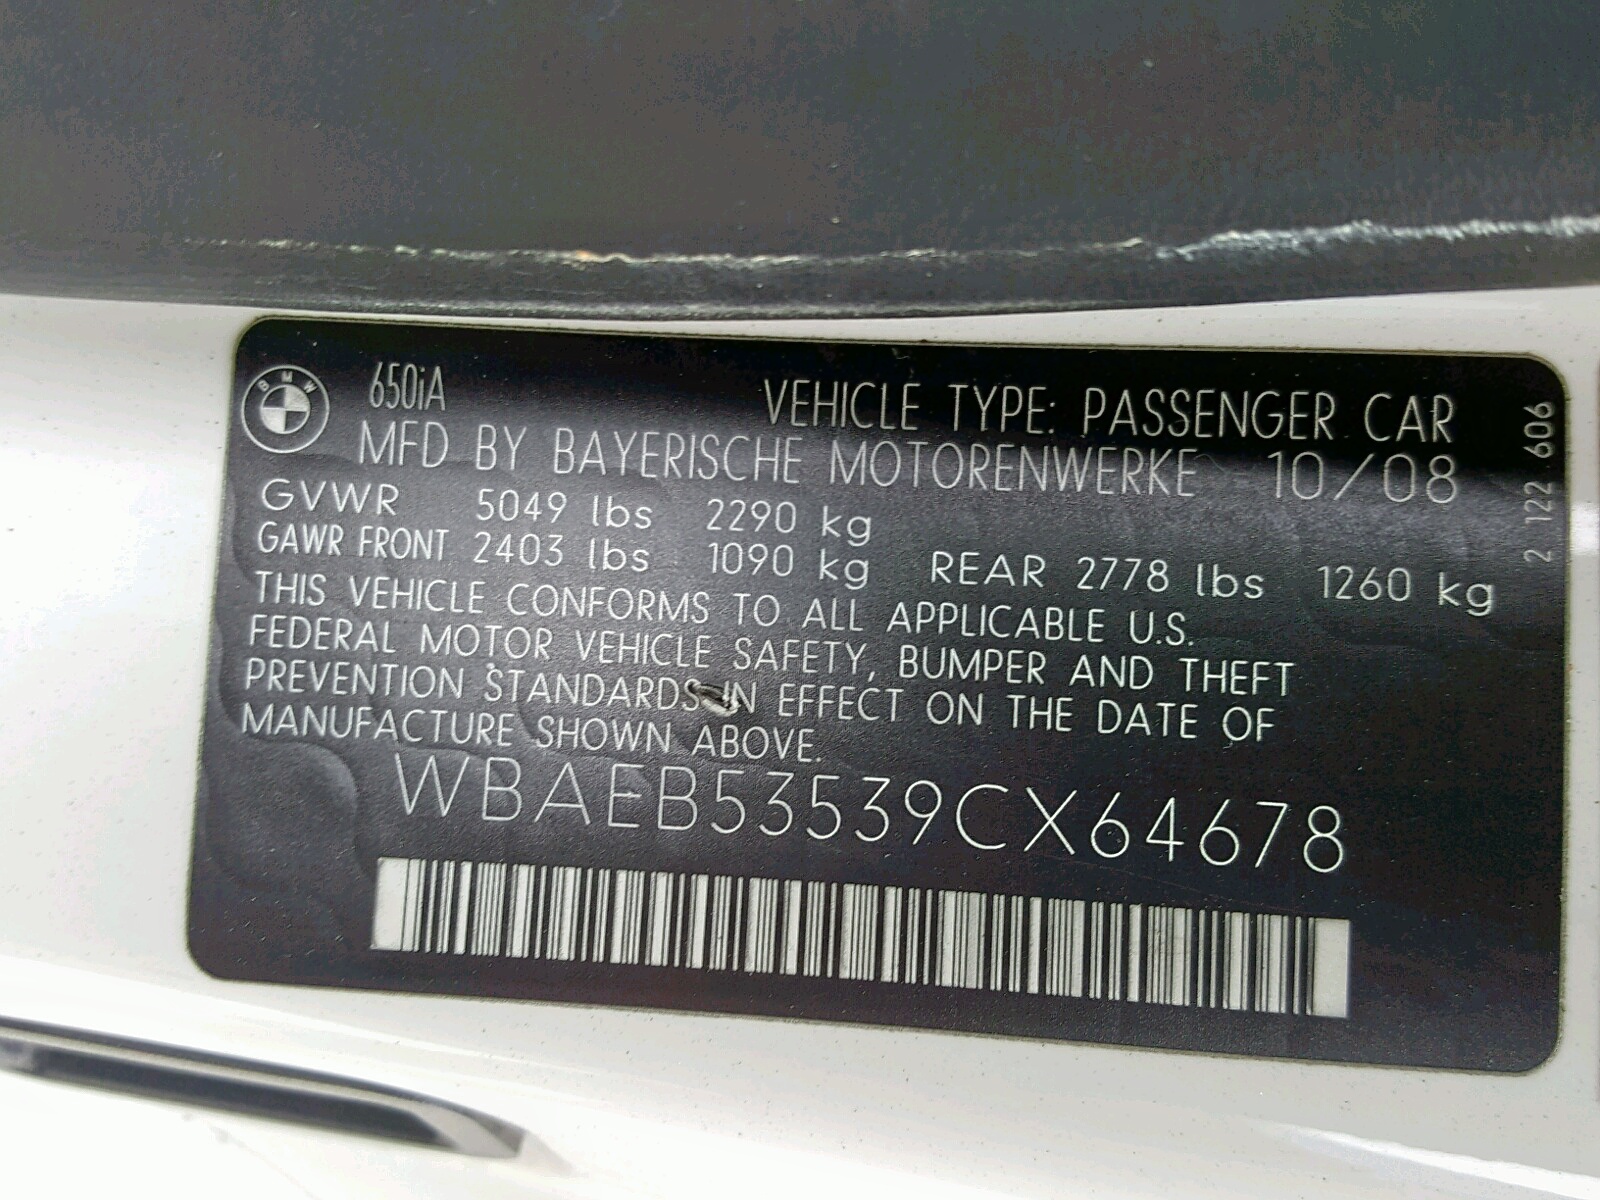 BMW
650iA
VEHICLE TYPE: PASSENGER CAR
MFD BY BAYERISCHE MOTORENWERKE 10/08
GVWR 5049 lbs 2290 kg
GAWR FRONT 2403 lbs 1090 kg REAR 2778 lbs 1260 kg
THIS VEHICLE CONFORMS TO ALL APPLICABLE U.S.
FEDERAL MOTOR VEHICLE SAFETY, BUMPER AND THEFT
PREVENTION STANDARDS IN EFFECT ON THE DATE OF
MANUFACTURE SHOWN ABOVE.
WBAEB53539CX64678
2 122 606